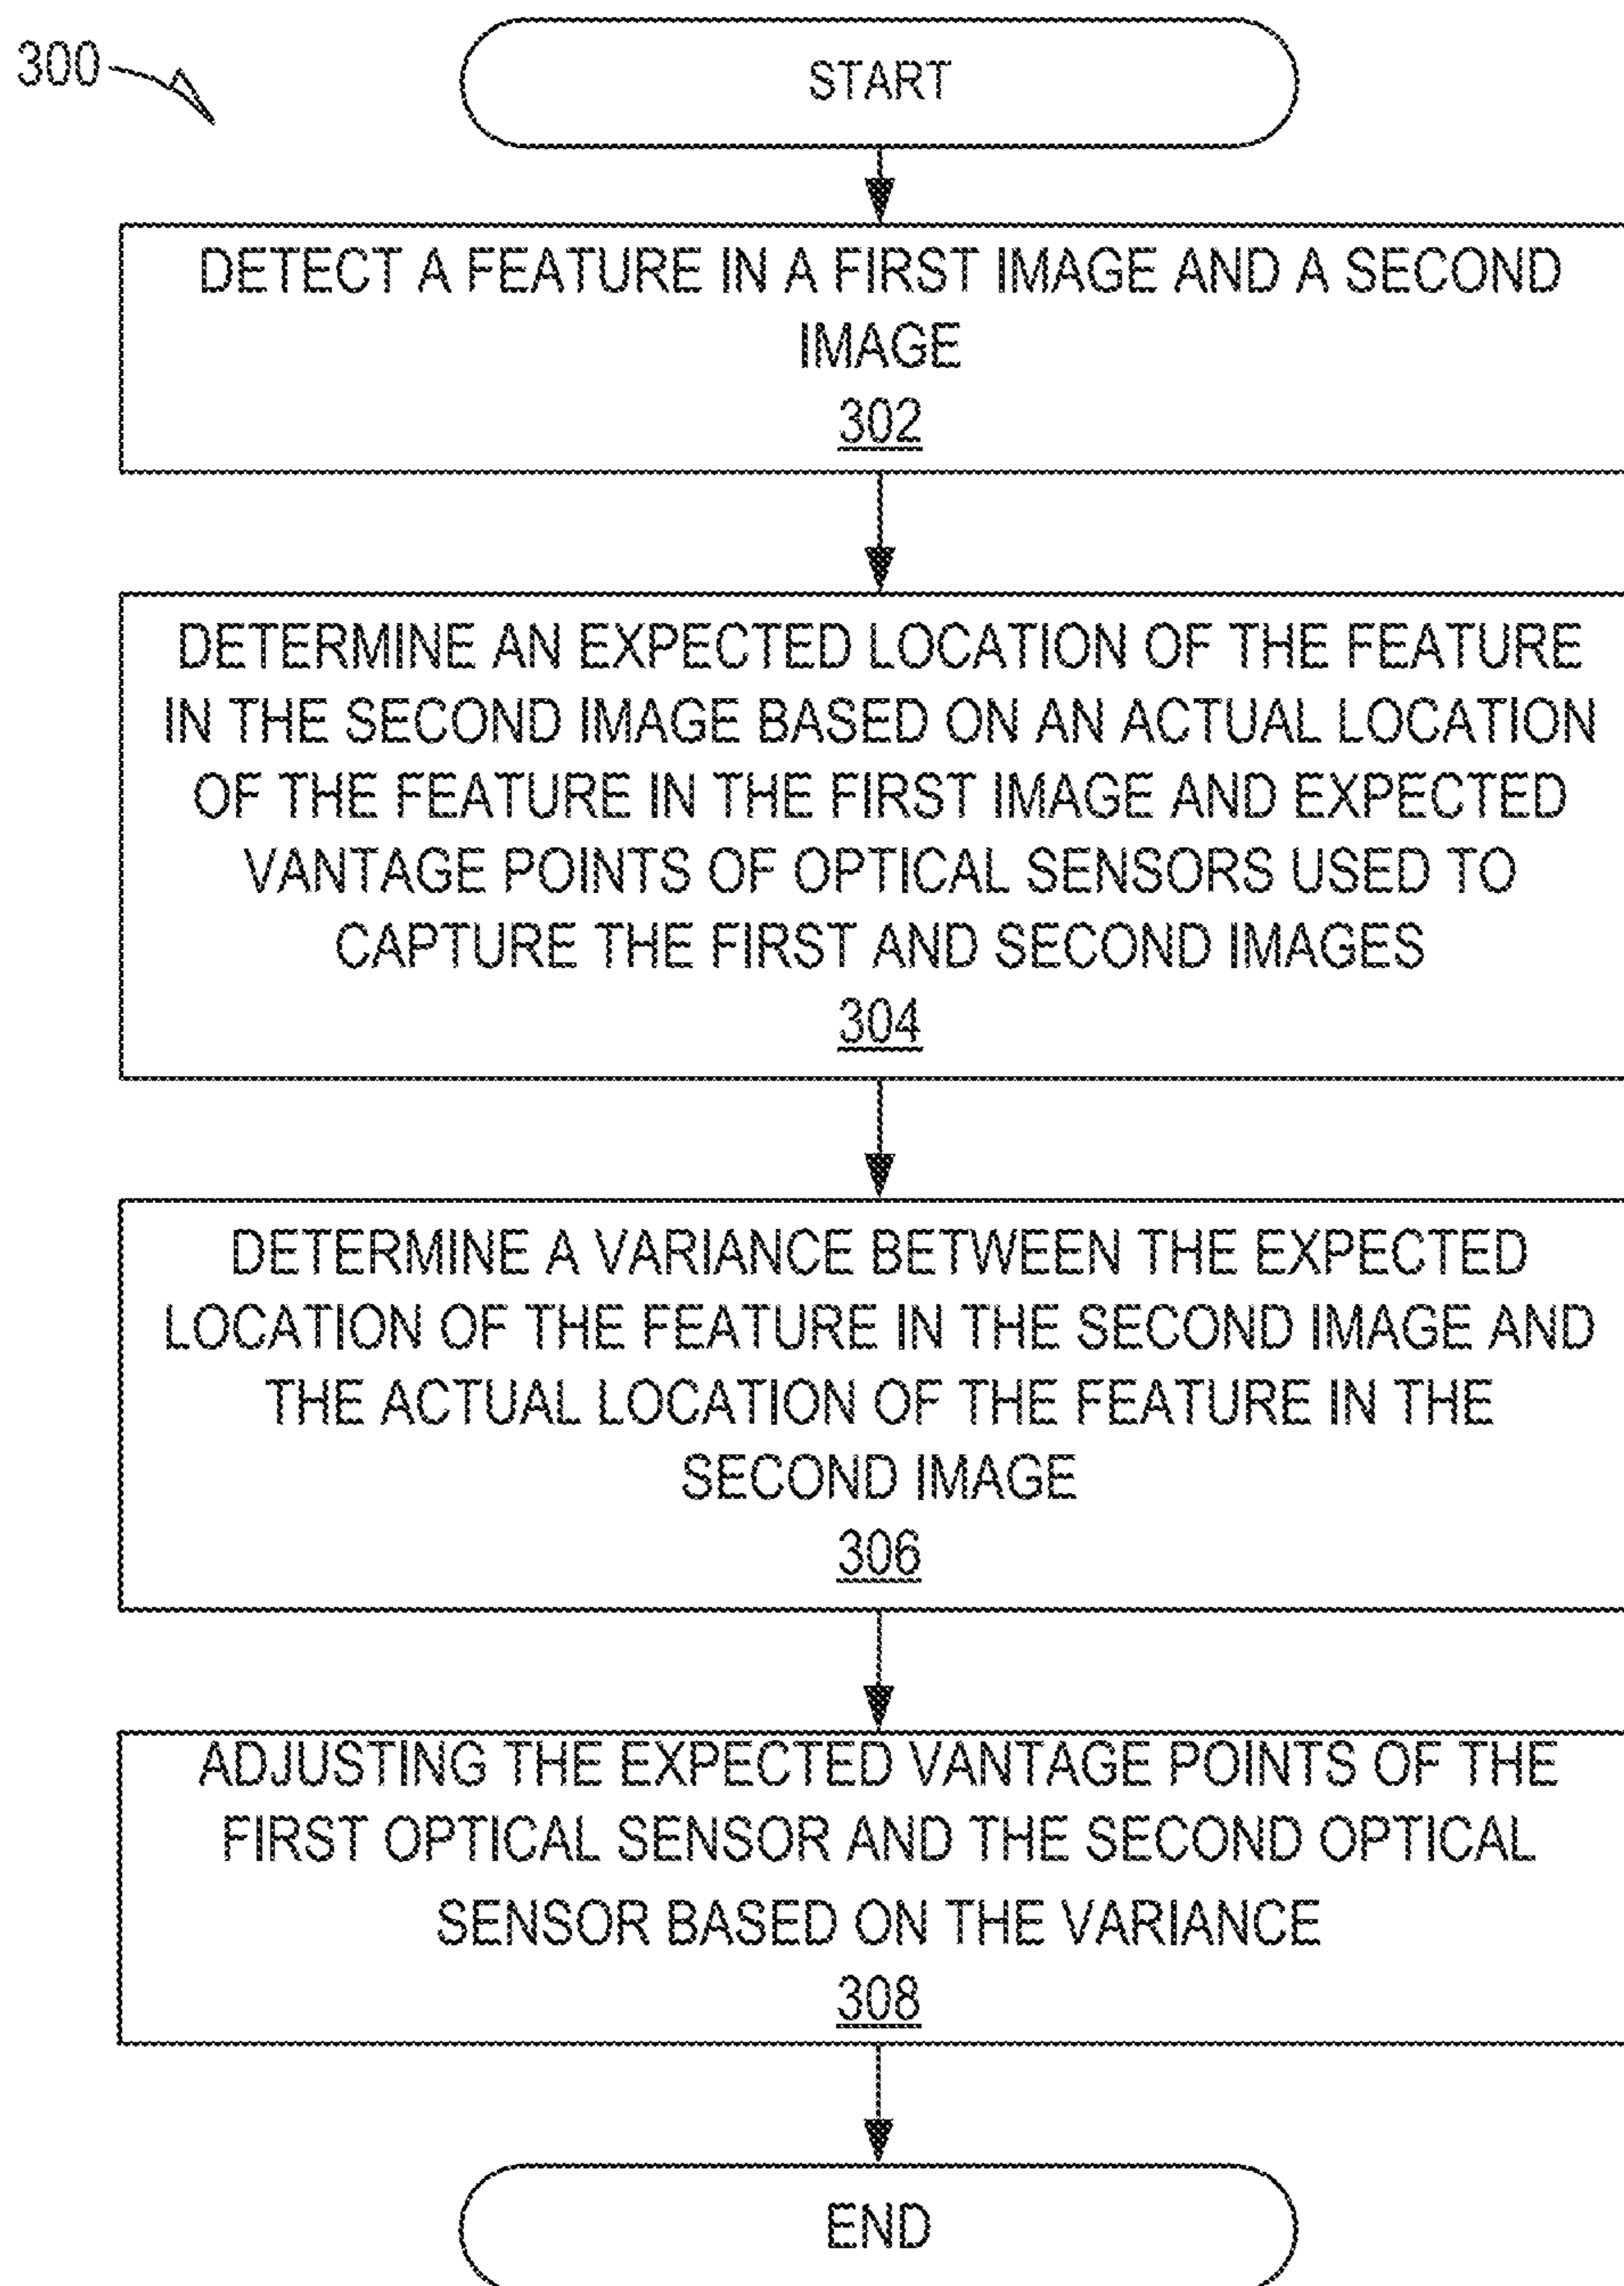 300
START
DETECT A FEATURE IN A FIRST IMAGE AND A SECOND
IMAGE
302
DETERMINE AN EXPECTED LOCATION OF THE FEATURE
IN THE SECOND IMAGE BASED ON AN ACTUAL LOCATION
OF THE FEATURE IN THE FIRST IMAGE AND EXPECTED
VANTAGE POINTS OF OPTICAL SENSORS USED TO
CAPTURE THE FIRST AND SECOND IMAGES
304
DETERMINE A VARIANCE BETWEEN THE EXPECTED
LOCATION OF THE FEATURE IN THE SECOND IMAGE AND
THE ACTUAL LOCATION OF THE FEATURE IN THE
SECOND IMAGE
306
ADJUSTING THE EXPECTED VANTAGE POINTS OF THE
FIRST OPTICAL SENSOR AND THE SECOND OPTICAL
SENSOR BASED ON THE VARIANCE
308
END